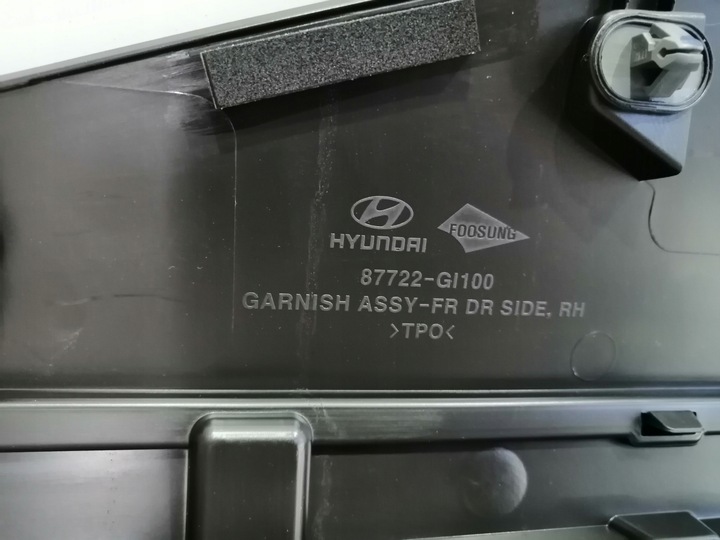 HYUNDAI
FOOSUNG
87722-GI100
GARNISH ASSY-FR DR SIDE, RH
>TPO<